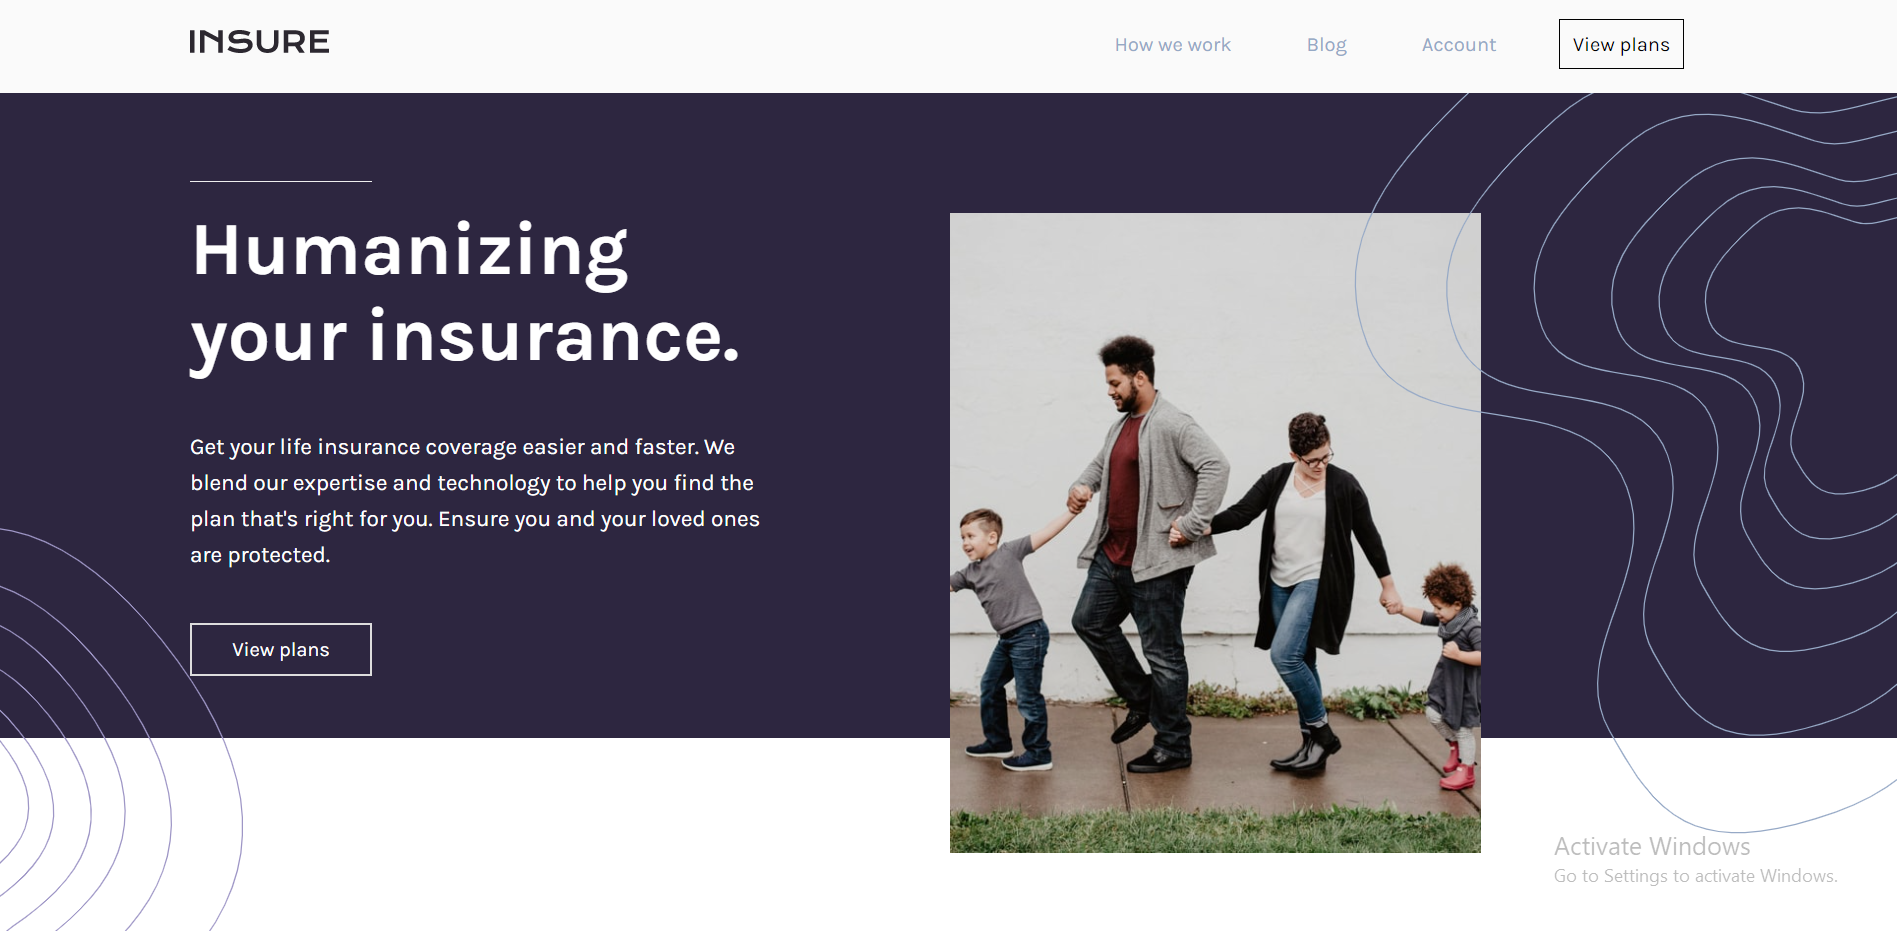 INSURE
How we work
Blog
Account
View plans
Humanizing
your insurance.
Get your life insurance coverage easier and faster. We
blend our expertise and technology to help you find the
plan that's right for you. Ensure you and your loved ones
are protected.
View plans
Activate Windows
Go to Settings to activate Windows.